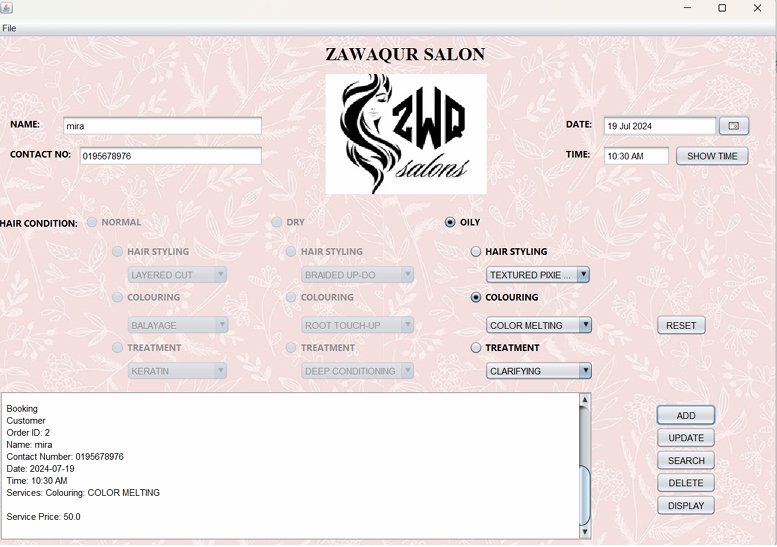 File
ZAWAQUR SALON
ZWQ
salons
NAME: mira
DATE: 19 Jul 2024
CONTACT NO: 0195678976
TIME: 10:30 AM SHOW TIME
HAIR CONDITION: NORMAL DRY OILY
HAIR STYLING HAIR STYLING HAIR STYLING
LAYERED CUT BRAIDED UP-DO TEXTURED PIXIE ...
COLOURING COLOURING COLOURING
BALAYAGE ROOT TOUCH-UP COLOR MELTING RESET
TREATMENT TREATMENT TREATMENT
KERATIN DEEP CONDITIONING CLARIFYING
Booking
Customer
Order ID: 2
Name: mira
Contact Number: 0195678976
Date: 2024-07-19
Time: 10:30 AM
Services: Colouring: COLOR MELTING
Service Price: 50.0
ADD
UPDATE
SEARCH
DELETE
DISPLAY